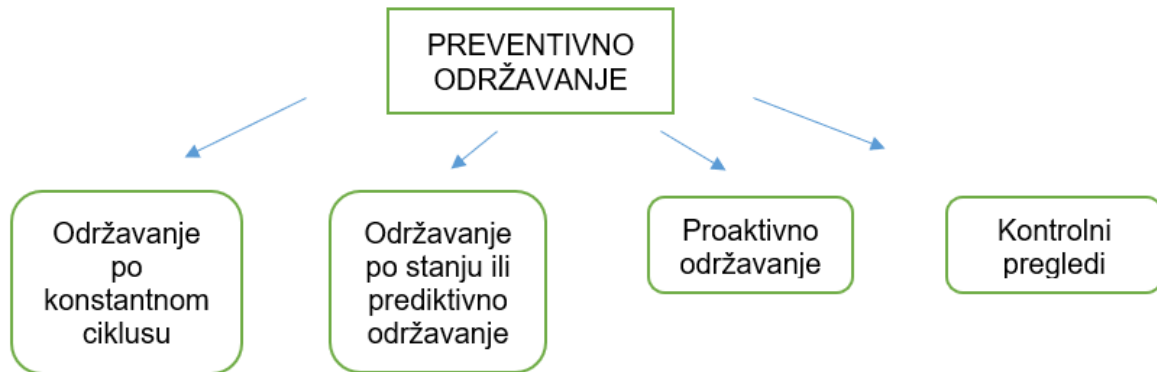 PREVENTIVNO
ODRŽAVANJE
Održavanje
po
konstantnom
ciklusu
Održavanje
po stanju ili
prediktivno
održavanje
Proaktivno
održavanje
Kontrolni
pregledi